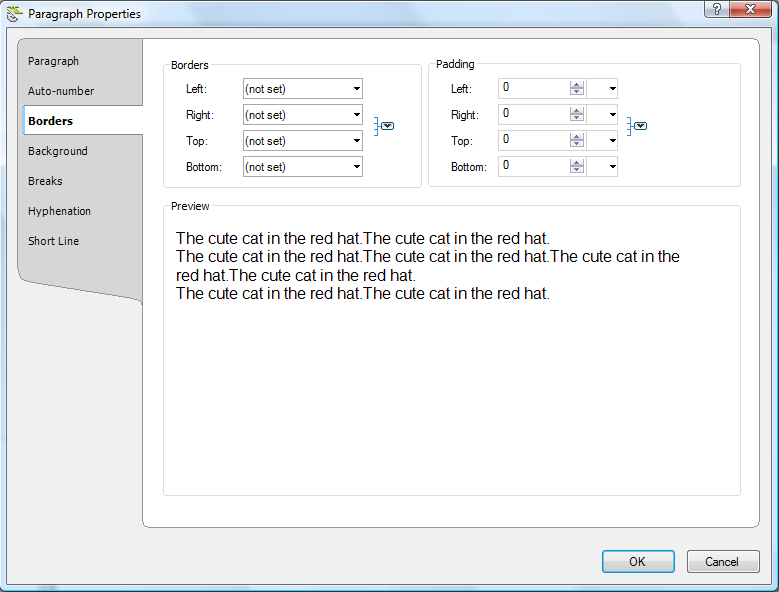 Paragraph Properties
?
Paragraph
Auto-number
Borders
Background
Breaks
Hyphenation
Short Line
Borders
Left: (not set)
Right: (not set)
Top: (not set)
Bottom: (not set)
Padding
Left: 0
Right: 0
Top: 0
Bottom: 0
Preview
The cute cat in the red hat.The cute cat in the red hat.
The cute cat in the red hat.The cute cat in the red hat.The cute cat in the
red hat.The cute cat in the red hat.
The cute cat in the red hat.The cute cat in the red hat.
OK
Cancel